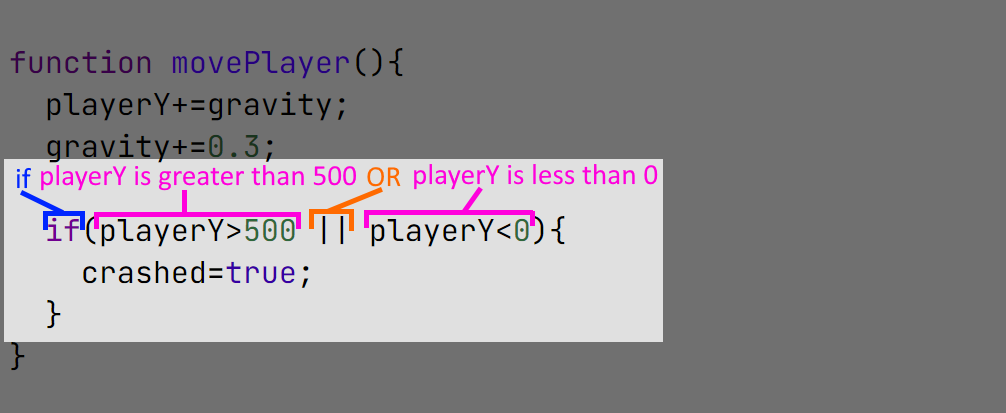 function movePlayer(){
playerY+=gravity;
gravity+=0.3;
if playerY is greater than 500 OR playerY is less than 0
if(playerY>500 || playerY<0){
crashed=true;
}
}